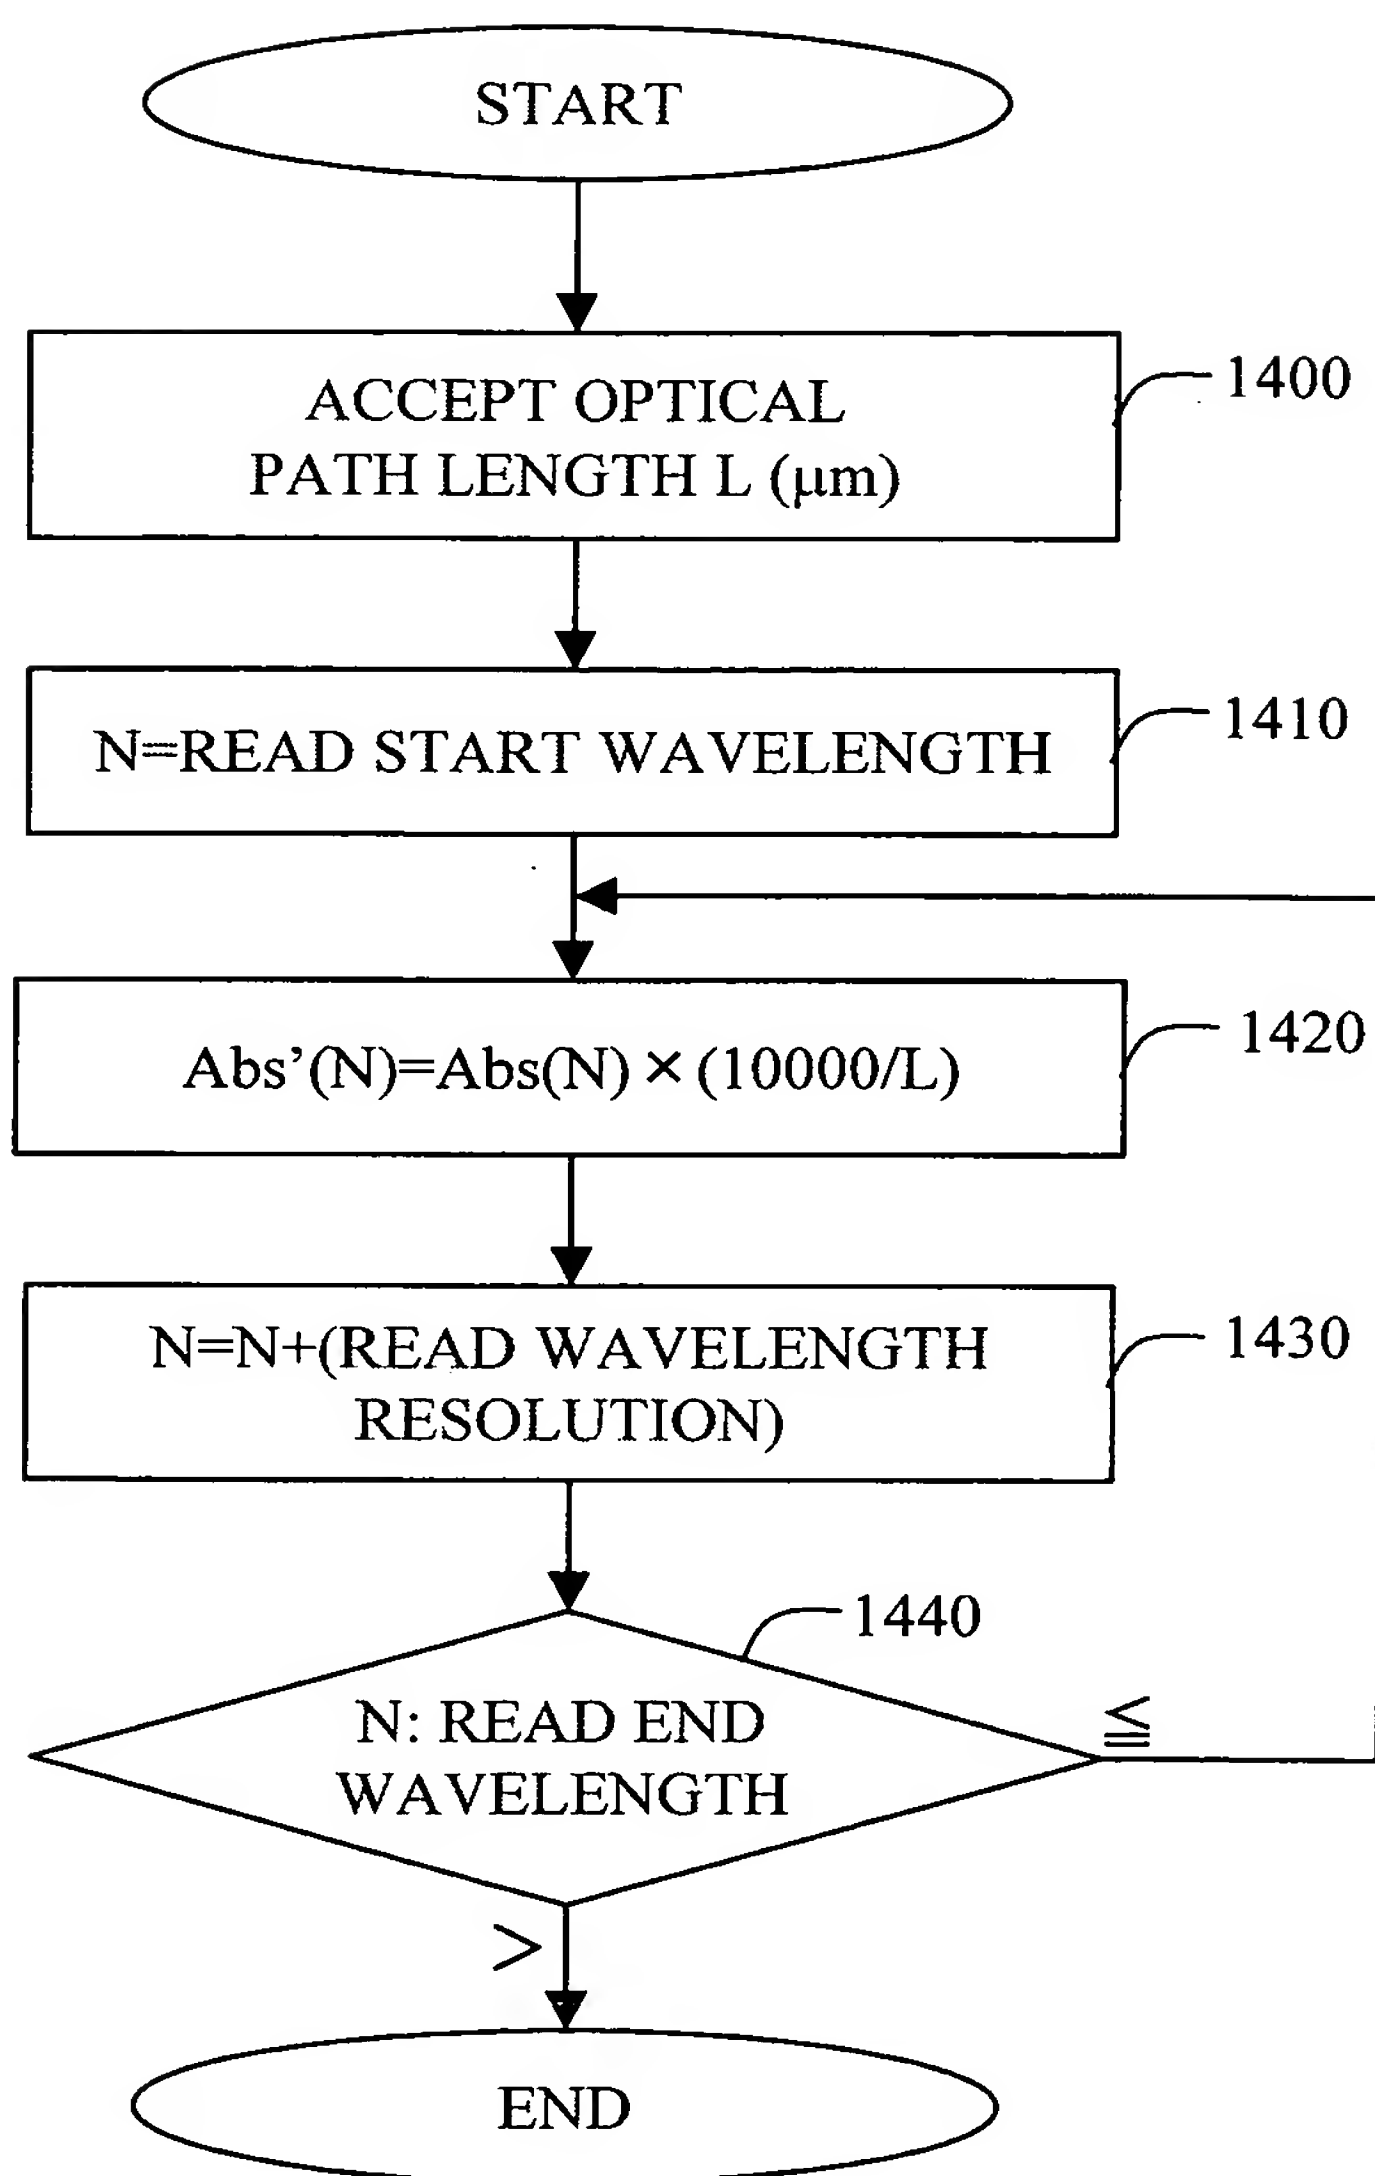 START
ACCEPT OPTICAL
PATH LENGTH L (μm)
1400
N=READ START WAVELENGTH
1410
Abs’(N)=Abs(N)×(10000/L)
1420
N=N+(READ WAVELENGTH
RESOLUTION)
1430
1440
N: READ END
WAVELENGTH
≦
>
END